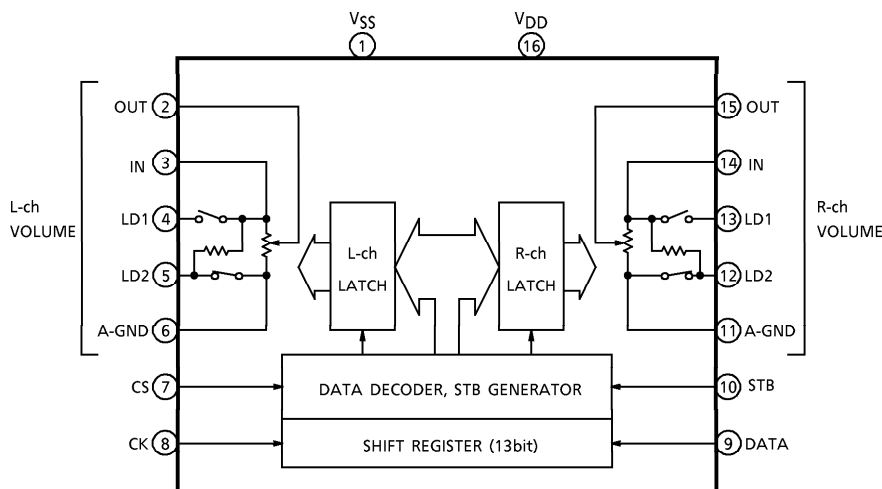 VSS
1
VDD
16
OUT 2
15 OUT
IN 3
14 IN
L-ch
VOLUME
LD1 4
13 LD1
R-ch
VOLUME
L-ch
LATCH
R-ch
LATCH
LD2 5
12 LD2
A-GND 6
11 A-GND
CS 7
DATA DECODER, STB GENERATOR
10 STB
CK 8
SHIFT REGISTER (13bit)
9 DATA